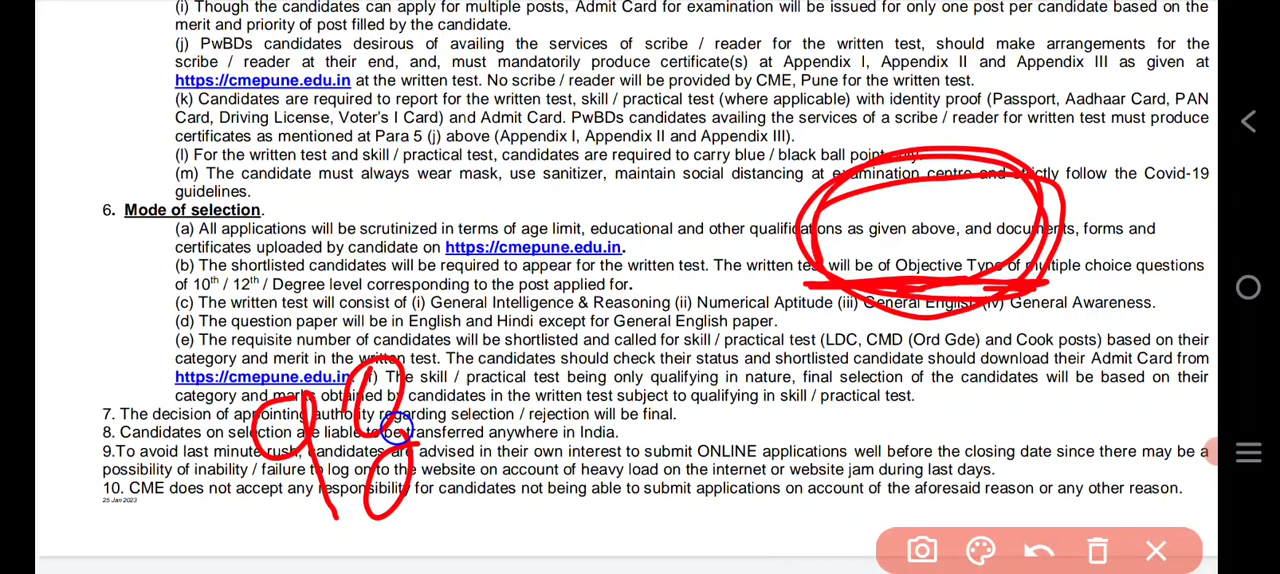 (i) Though the candidates can apply for multiple posts, Admit Card for examination will be issued for only one post per candidate based on the
merit and priority of post filled by the candidate.
(j) PwBDs candidates desirous of availing the services of scribe / reader for the written test, should make arrangements for the
scribe / reader at their end, and, must mandatorily produce certificate(s) at Appendix I, Appendix II and Appendix III as given at
https://cmepune.edu.in at the written test. No scribe / reader will be provided by CME, Pune for the written test.
(k) Candidates are required to report for the written test, skill / practical test (where applicable) with identity proof (Passport, Aadhaar Card, PAN
Card, Driving License, Voter's I Card) and Admit Card. PwBDs candidates availing the services of a scribe / reader for written test must produce
certificates as mentioned at Para 5 (j) above (Appendix I, Appendix II and Appendix III).
(l) For the written test and skill / practical test, candidates are required to carry blue / black ball point only.
(m) The candidate must always wear mask, use sanitizer, maintain social distancing at examination centre and strictly follow the Covid-19
guidelines.
6. Mode of selection.
(a) All applications will be scrutinized in terms of age limit, educational and other qualifications as given above, and documents, forms and
certificates uploaded by candidate on https://cmepune.edu.in.
(b) The shortlisted candidates will be required to appear for the written test. The written test will be of Objective Type of multiple choice questions
of 10th / 12th / Degree level corresponding to the post applied for.
(c) The written test will consist of (i) General Intelligence & Reasoning (ii) Numerical Aptitude (iii) General English (iv) General Awareness.
(d) The question paper will be in English and Hindi except for General English paper.
(e) The requisite number of candidates will be shortlisted and called for skill / practical test (LDC, CMD (Ord Gde) and Cook posts) based on their
category and merit in the written test. The candidates should check their status and shortlisted candidate should download their Admit Card from
https://cmepune.edu.in. (f) The skill / practical test being only qualifying in nature, final selection of the candidates will be based on their
category and marks obtained by candidates in the written test subject to qualifying in skill / practical test.
7. The decision of appointing authority regarding selection / rejection will be final.
8. Candidates on selection are liable to be transferred anywhere in India.
9.To avoid last minute rush, candidates are advised in their own interest to submit ONLINE applications well before the closing date since there may be a
possibility of inability / failure to log on to the website on account of heavy load on the internet or website jam during last days.
10. CME does not accept any responsibility for candidates not being able to submit applications on account of the aforesaid reason or any other reason.
25 Jan 2023